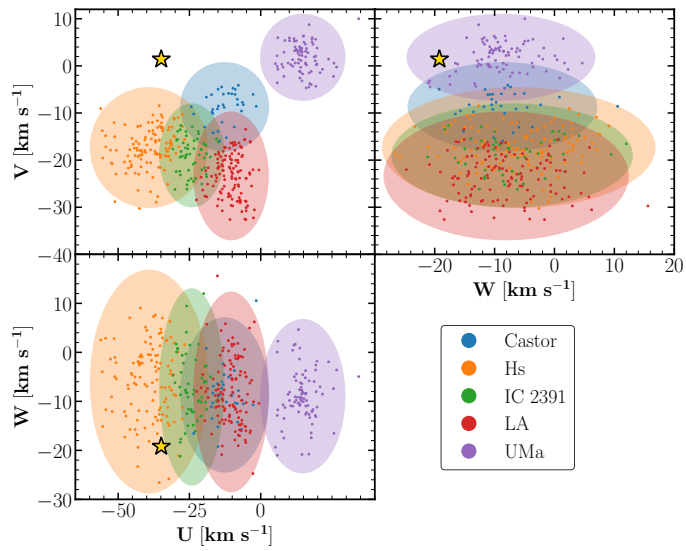 10
0
−10
−20
−30
−40
V [km s⁻¹]
−20 −10 0 10 20
W [km s⁻¹]
10
0
−10
−20
−30
W [km s⁻¹]
−50 −25 0
U [km s⁻¹]
Castor
Hs
IC 2391
LA
UMa